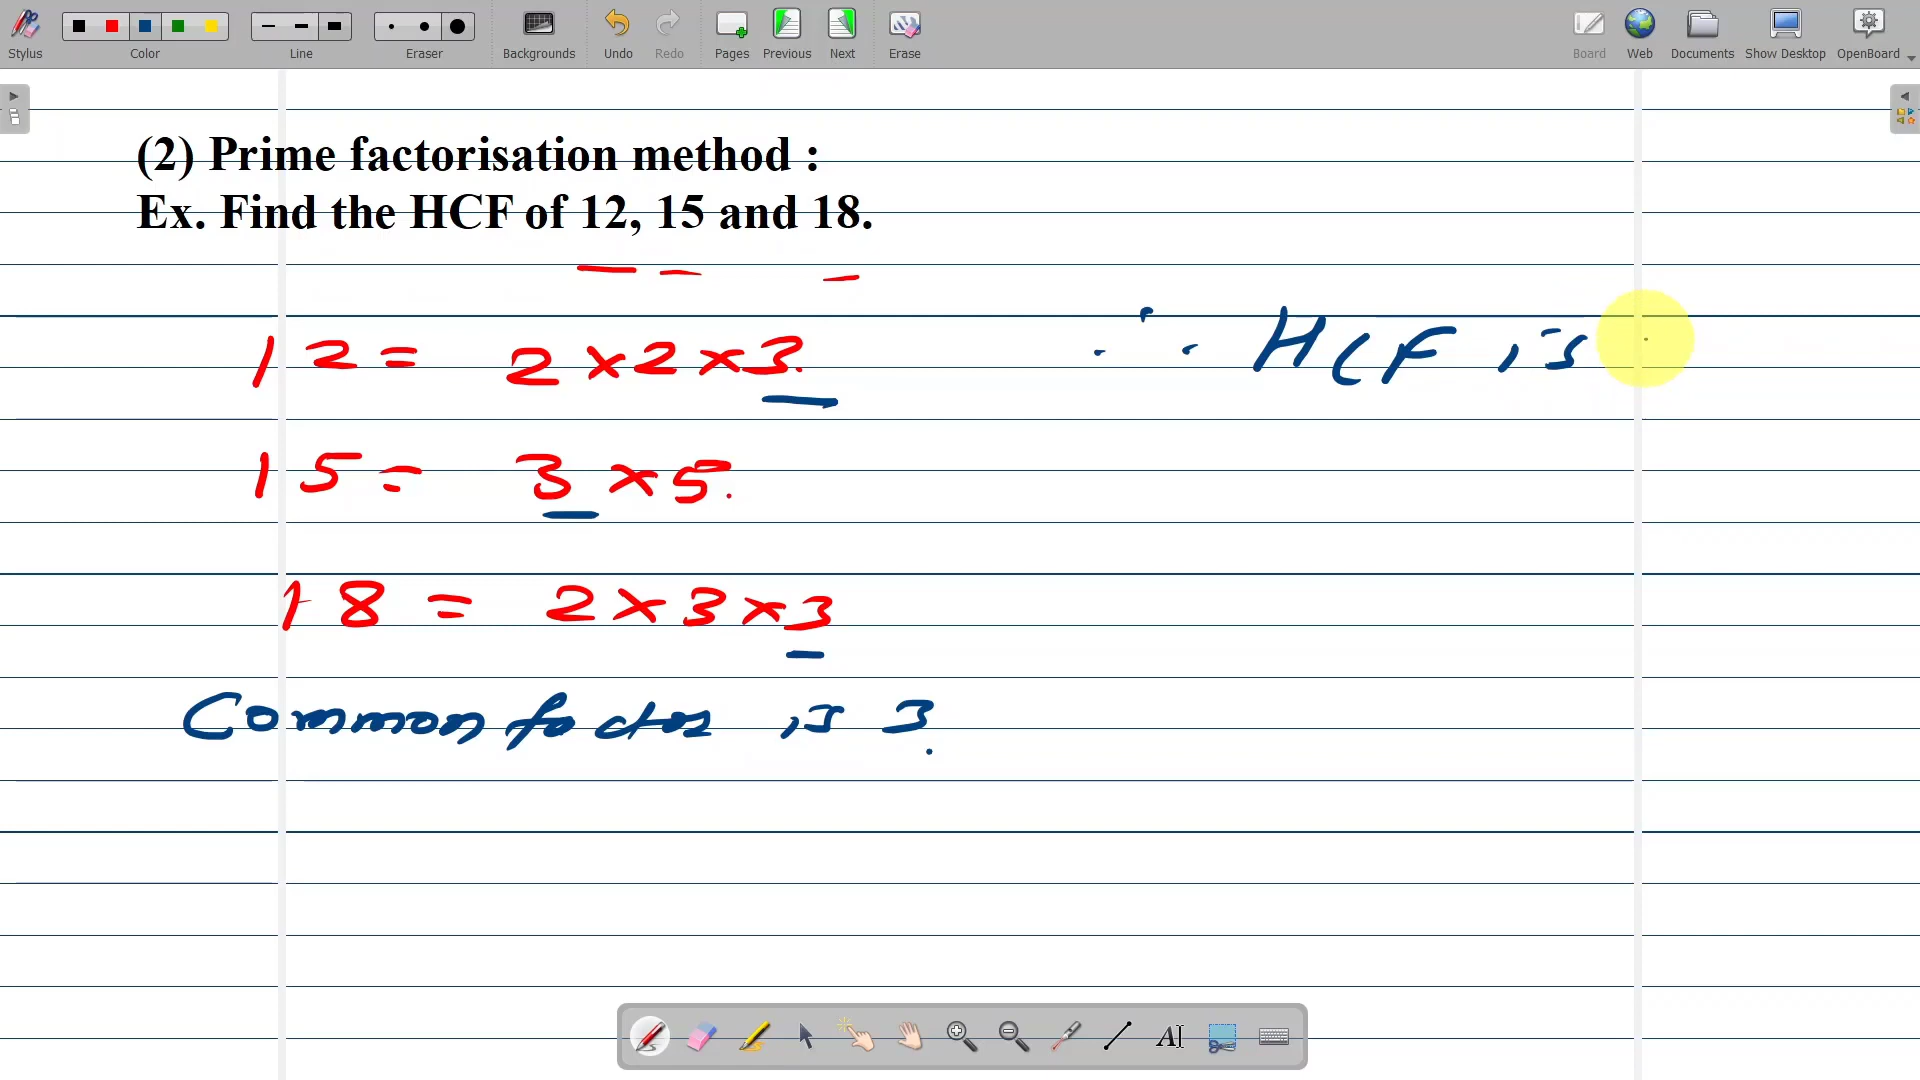 Stylus Color Line Eraser Backgrounds Undo Redo Pages Previous Next Erase Board Web Documents Show Desktop OpenBoard
(2) Prime factorisation method :
Ex. Find the HCF of 12, 15 and 18.
12 = 2 × 2 × 3.
∴ HCF is
15 = 3 × 5.
18 = 2 × 3 × 3
Common factor is 3.